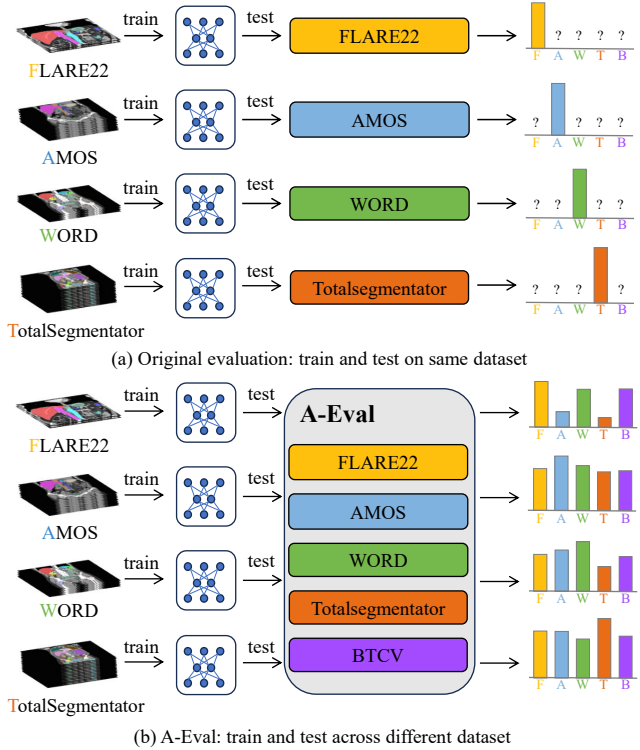 train test FLARE22
? ? ? ?
F A W T B
FLARE22
train test AMOS
? ? ? ?
F A W T B
AMOS
train test WORD
? ? ? ?
F A W T B
WORD
train test Totalsegmentator
? ? ? ?
F A W T B
TotalSegmentator
(a) Original evaluation: train and test on same dataset
train test
A-Eval
F A W T B
FLARE22
FLARE22
train test
AMOS
F A W T B
AMOS
train test
WORD
F A W T B
WORD
Totalsegmentator
train test
BTCV
F A W T B
TotalSegmentator
(b) A-Eval: train and test across different dataset